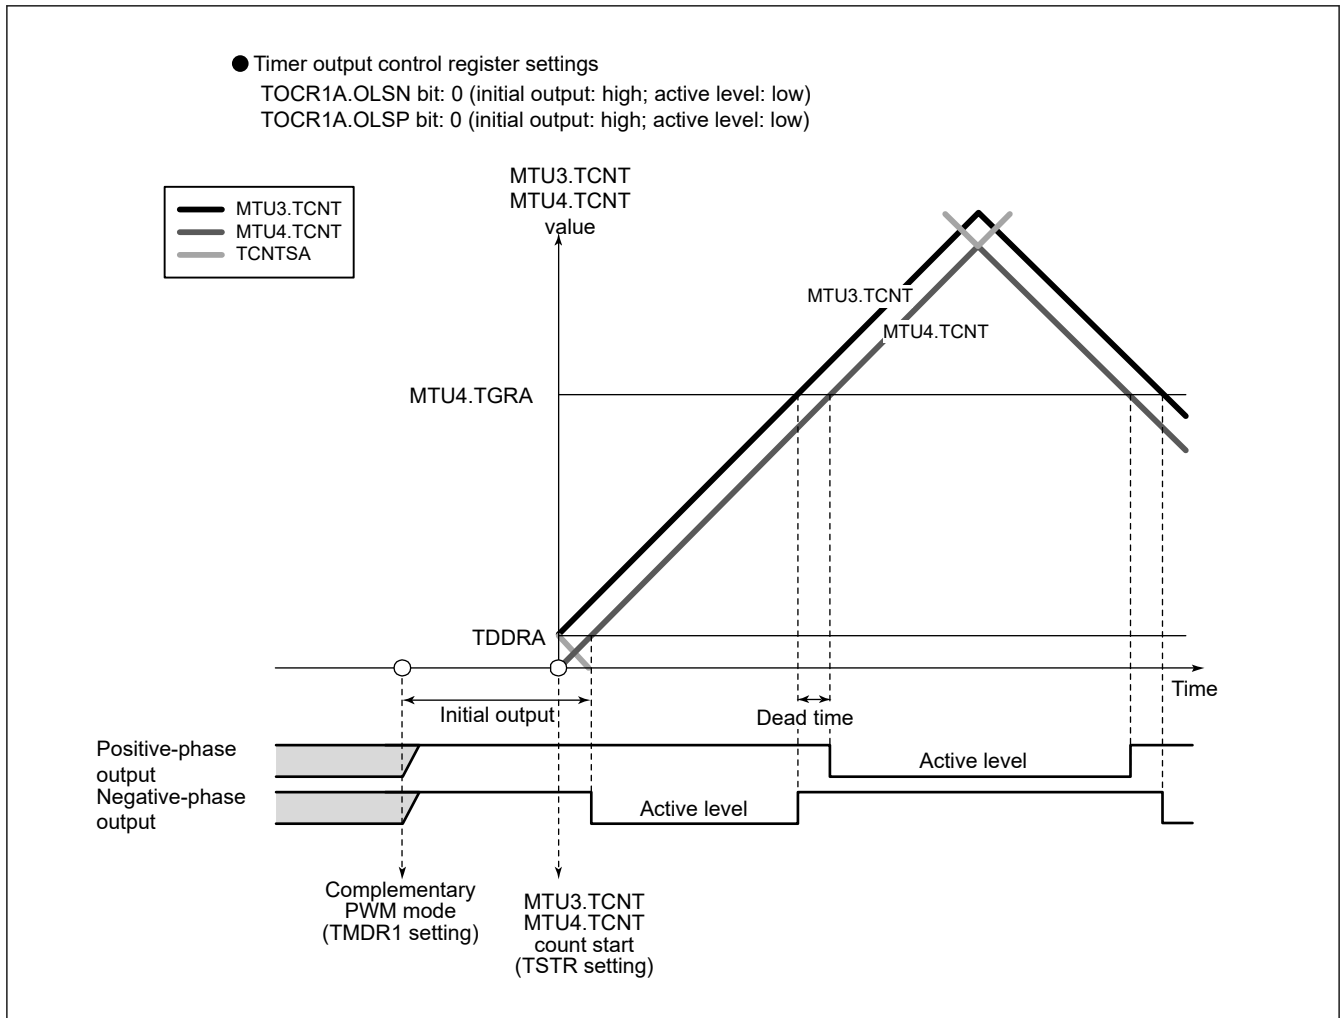 ● Timer output control register settings
TOCR1A.OLSN bit: 0 (initial output: high; active level: low)
TOCR1A.OLSP bit: 0 (initial output: high; active level: low)
MTU3.TCNT
MTU4.TCNT
value
MTU3.TCNT
MTU4.TCNT
TCNTSA
MTU3.TCNT
MTU4.TCNT
MTU4.TGRA
TDDRA
Time
Initial output
Dead time
Positive-phase
output
Active level
Negative-phase
output
Active level
Complementary
PWM mode
(TMDR1 setting)
MTU3.TCNT
MTU4.TCNT
count start
(TSTR setting)